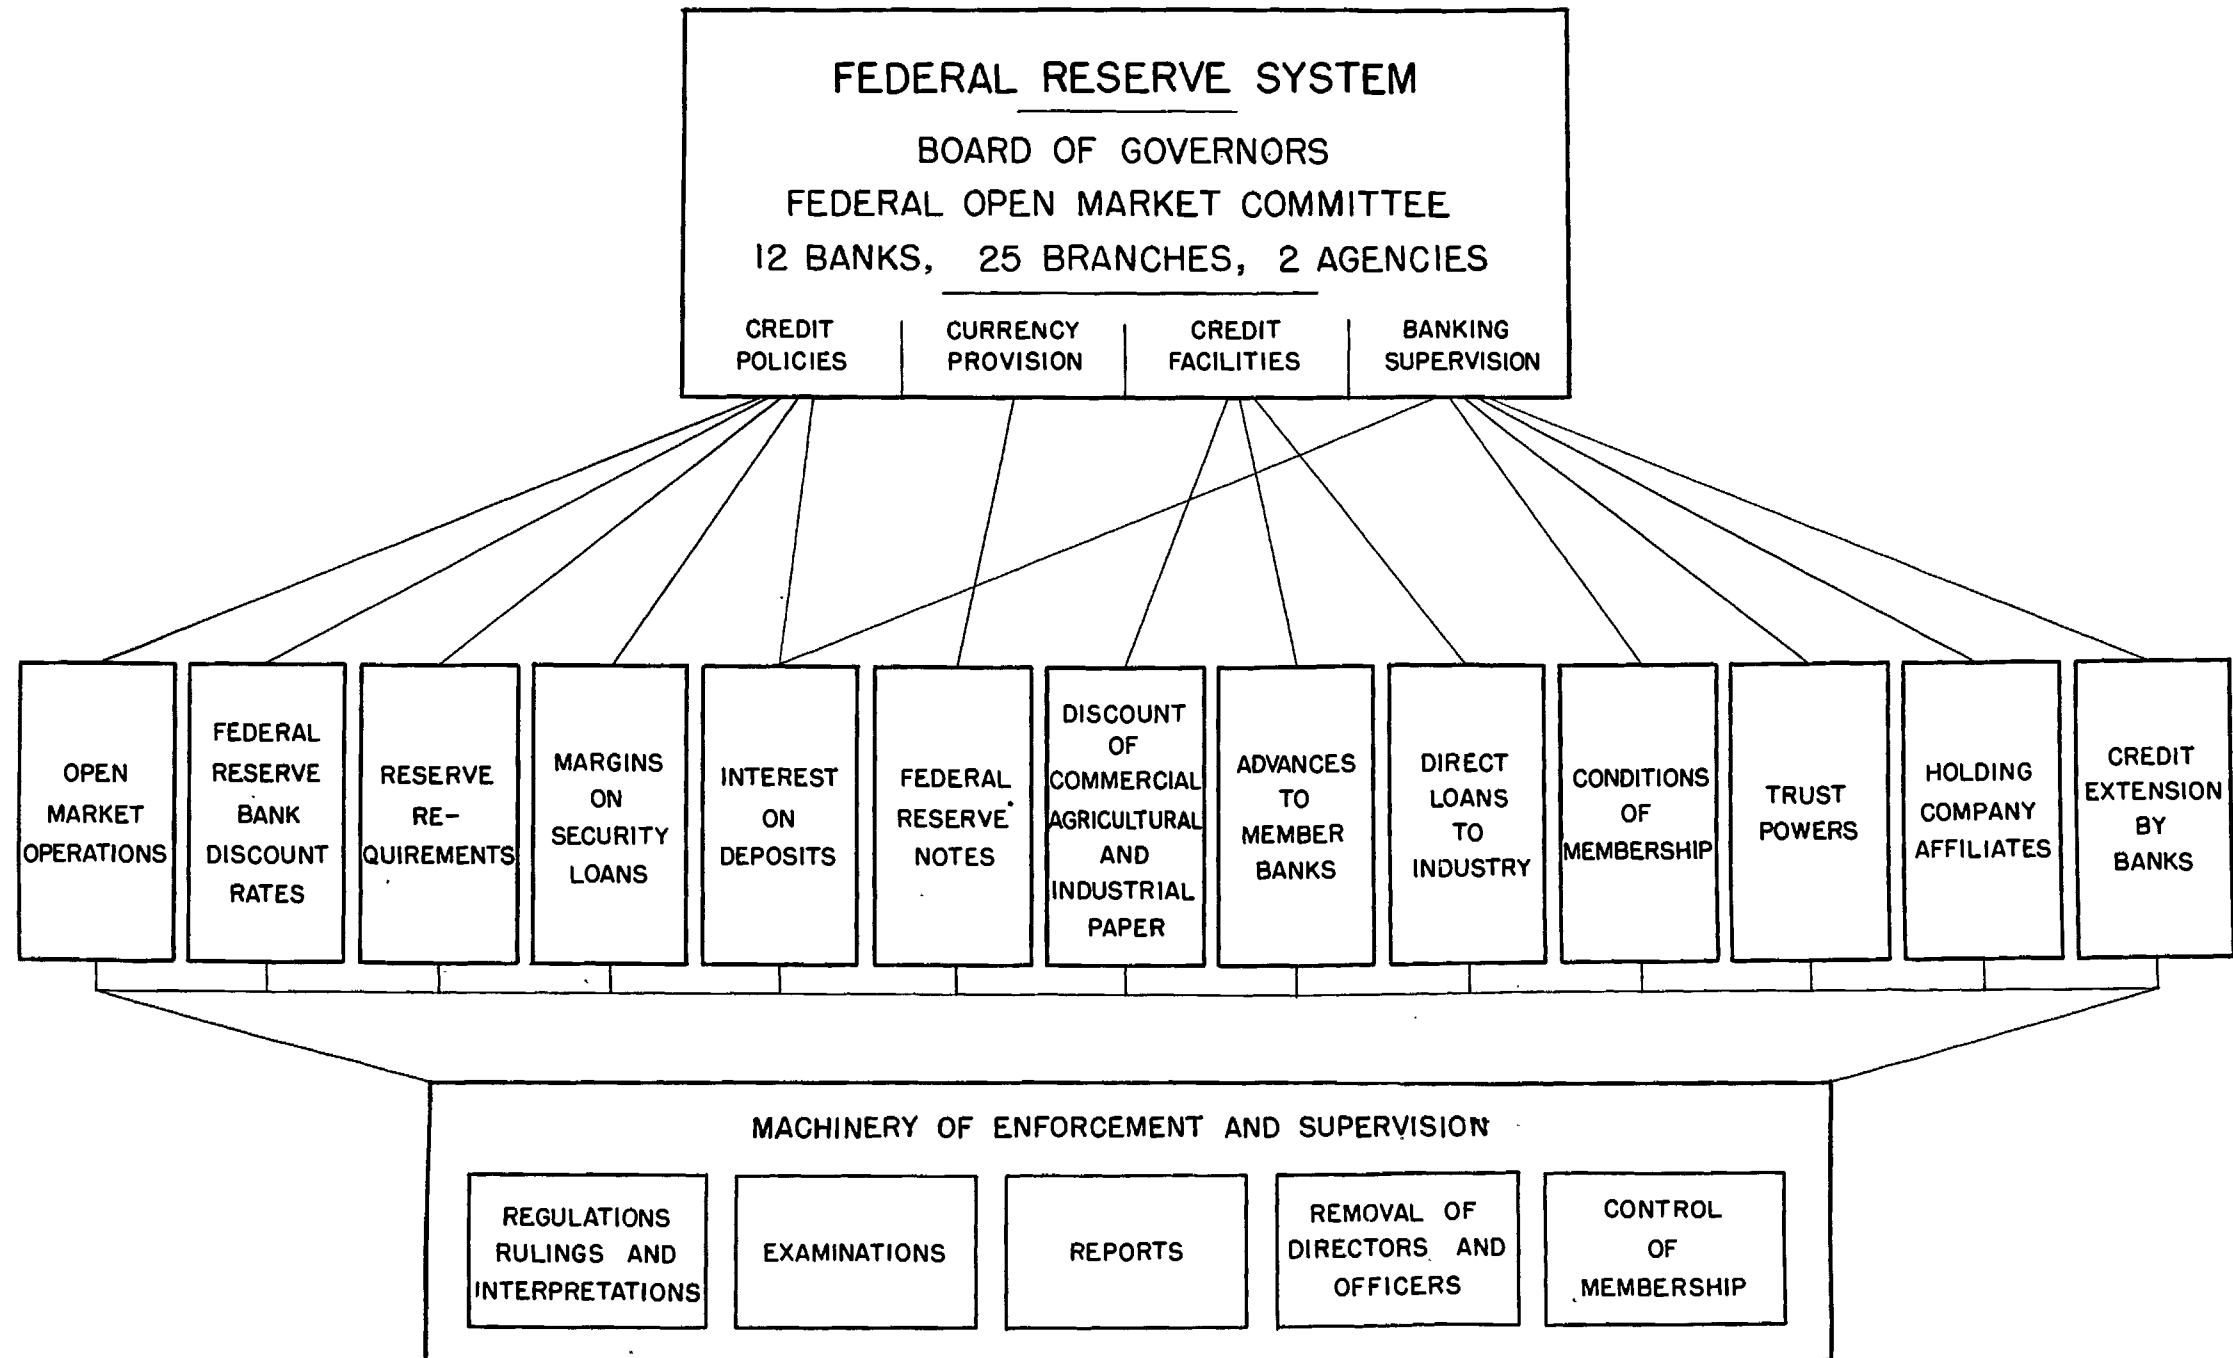 FEDERAL RESERVE SYSTEM
BOARD OF GOVERNORS
FEDERAL OPEN MARKET COMMITTEE
12 BANKS, 25 BRANCHES, 2 AGENCIES
CREDIT
POLICIES
CURRENCY
PROVISION
CREDIT
FACILITIES
BANKING
SUPERVISION
OPEN
MARKET
OPERATIONS
FEDERAL
RESERVE
BANK
DISCOUNT
RATES
RESERVE
RE-
QUIREMENTS
MARGINS
ON
SECURITY
LOANS
INTEREST
ON
DEPOSITS
FEDERAL
RESERVE
NOTES
DISCOUNT
OF
COMMERCIAL
AGRICULTURAL
AND
INDUSTRIAL
PAPER
ADVANCES
TO
MEMBER
BANKS
DIRECT
LOANS
TO
INDUSTRY
CONDITIONS
OF
MEMBERSHIP
TRUST
POWERS
HOLDING
COMPANY
AFFILIATES
CREDIT
EXTENSION
BY
BANKS
MACHINERY OF ENFORCEMENT AND SUPERVISION
REGULATIONS
RULINGS AND
INTERPRETATIONS
EXAMINATIONS
REPORTS
REMOVAL OF
DIRECTORS AND
OFFICERS
CONTROL
OF
MEMBERSHIP